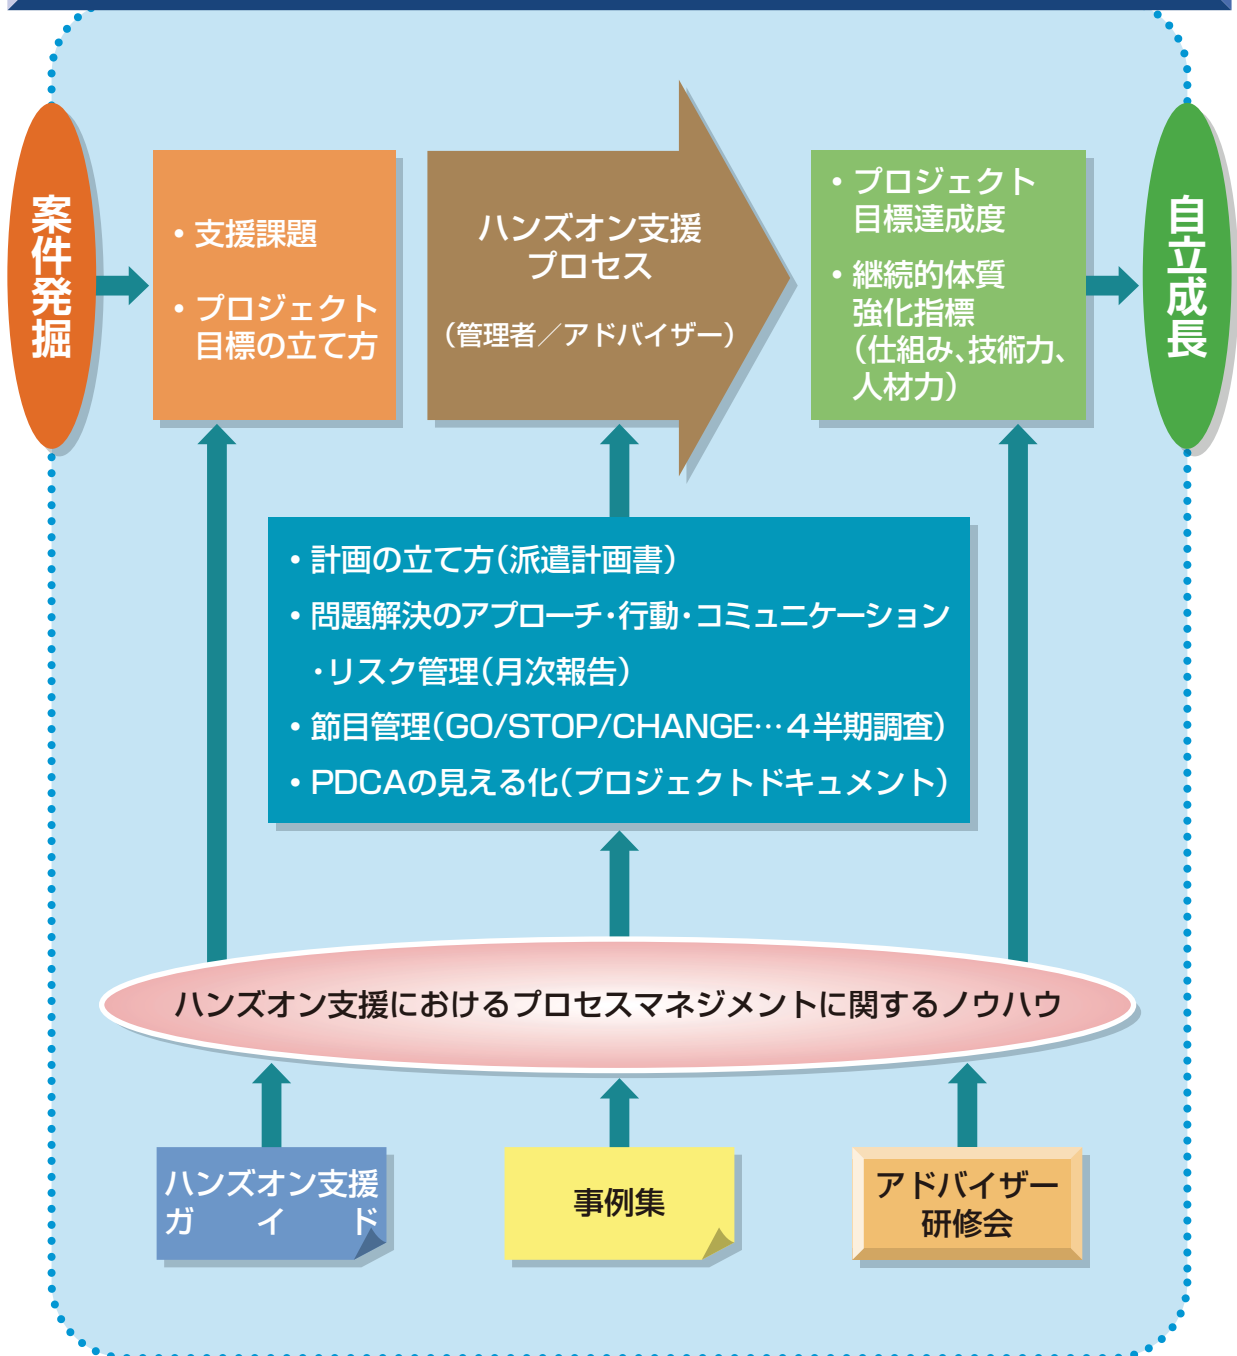 案件発掘
・支援課題
・プロジェクト
目標の立て方
ハンズオン支援
プロセス
（管理者／アドバイザー）
・プロジェクト
目標達成度
・継続的体質
強化指標
（仕組み、技術力、
人材力）
自立成長
・計画の立て方（派遣計画書）
・問題解決のアプローチ・行動・コミュニケーション
・リスク管理（月次報告）
・節目管理（GO/STOP/CHANGE…４半期調査）
・PDCAの見える化（プロジェクトドキュメント）
ハンズオン支援におけるプロセスマネジメントに関するノウハウ
ハンズオン支援
ガイド
事例集
アドバイザー
研修会